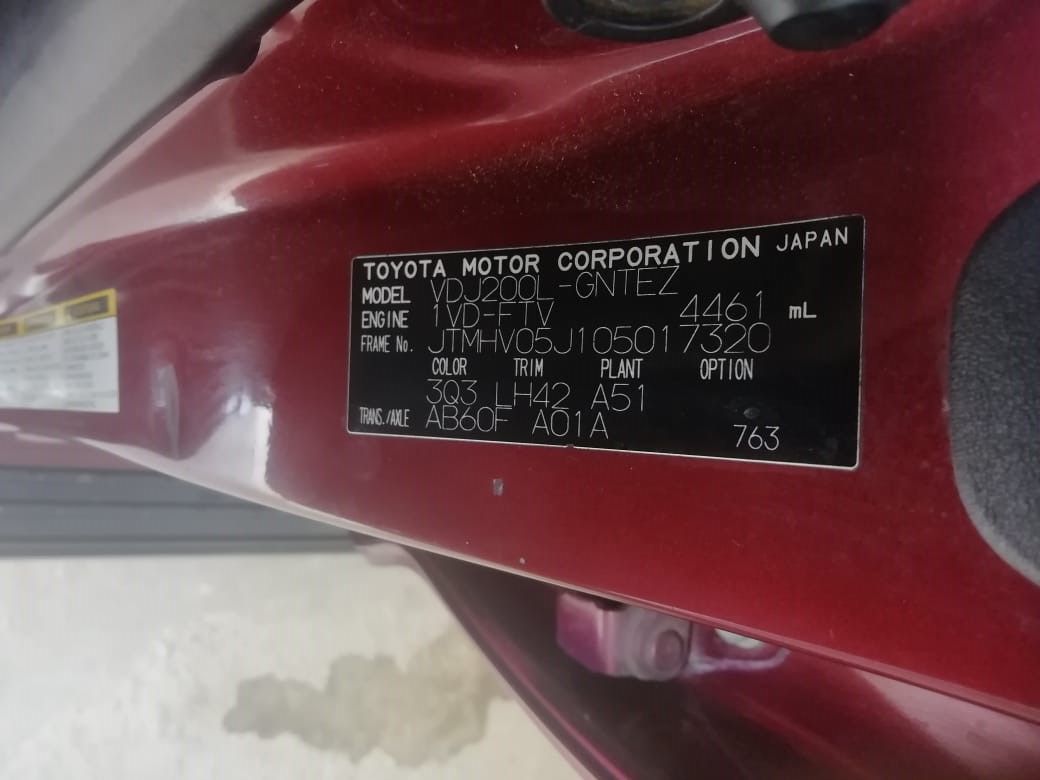 TOYOTA MOTOR CORPORATION JAPAN
MODEL VDJ200L-GNTEZ
ENGINE 1VD-FTV 4461 mL
FRAME No. JTMHV05J105017320
COLOR TRIM PLANT OPTION
3Q3 LH42 A51
TRANS./AXLE AB60F A01A 763